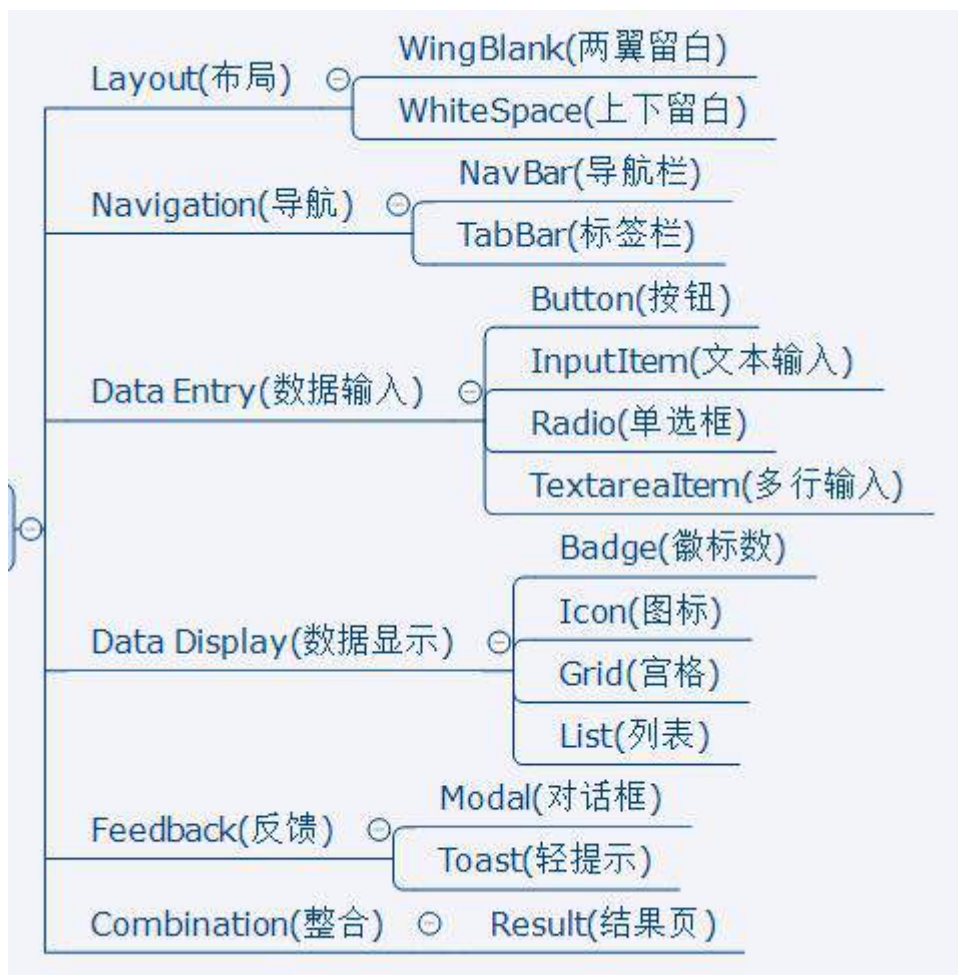 Layout(布局)
WingBlank(两翼留白)
WhiteSpace(上下留白)
Navigation(导航)
NavBar(导航栏)
TabBar(标签栏)
Data Entry(数据输入)
Button(按钮)
InputItem(文本输入)
Radio(单选框)
TextareaItem(多行输入)
Data Display(数据显示)
Badge(徽标数)
Icon(图标)
Grid(宫格)
List(列表)
Feedback(反馈)
Modal(对话框)
Toast(轻提示)
Combination(整合)
Result(结果页)